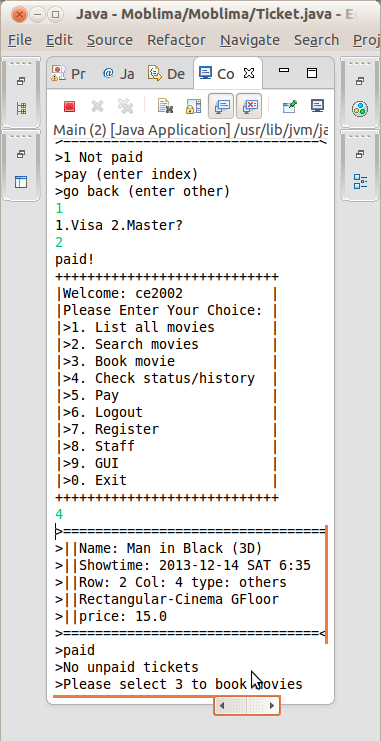 Java - Moblima/Moblima/Ticket.java - E
File Edit Source Refactor Navigate Search Proj
Pr Ja De Co
Main (2) [Java Application] /usr/lib/jvm/ja
>===============================<
>1 Not paid
>pay (enter index)
>go back (enter other)
1
1.Visa 2.Master?
2
paid!
+++++++++++++++++++++++++++
|Welcome: ce2002 |
|Please Enter Your Choice: |
|>1. List all movies |
|>2. Search movies |
|>3. Book movie |
|>4. Check status/history |
|>5. Pay |
|>6. Logout |
|>7. Register |
|>8. Staff |
|>9. GUI |
|>0. Exit |
+++++++++++++++++++++++++++
4
>================================
>||Name: Man in Black (3D)
>||Showtime: 2013-12-14 SAT 6:35
>||Row: 2 Col: 4 type: others
>||Rectangular-Cinema GFloor
>||price: 15.0
>===============================<
>paid
>No unpaid tickets
>Please select 3 to book movies